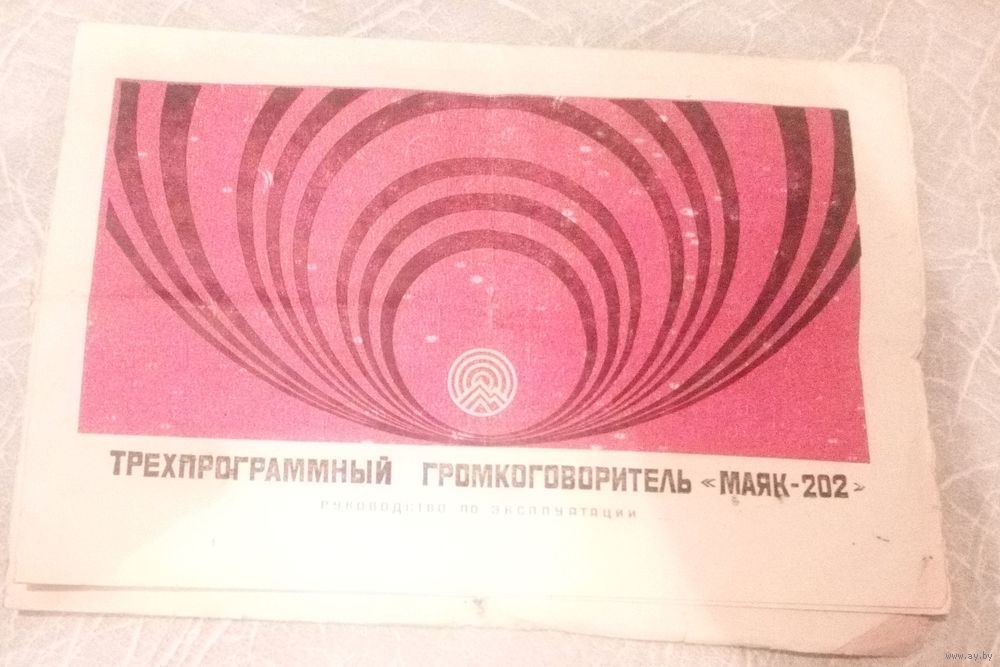 ТРЕХПРОГРАММНЫЙ ГРОМКОГОВОРИТЕЛЬ «МАЯК-202»
РУКОВОДСТВО ПО ЭКСПЛУАТАЦИИ
www.ay.by